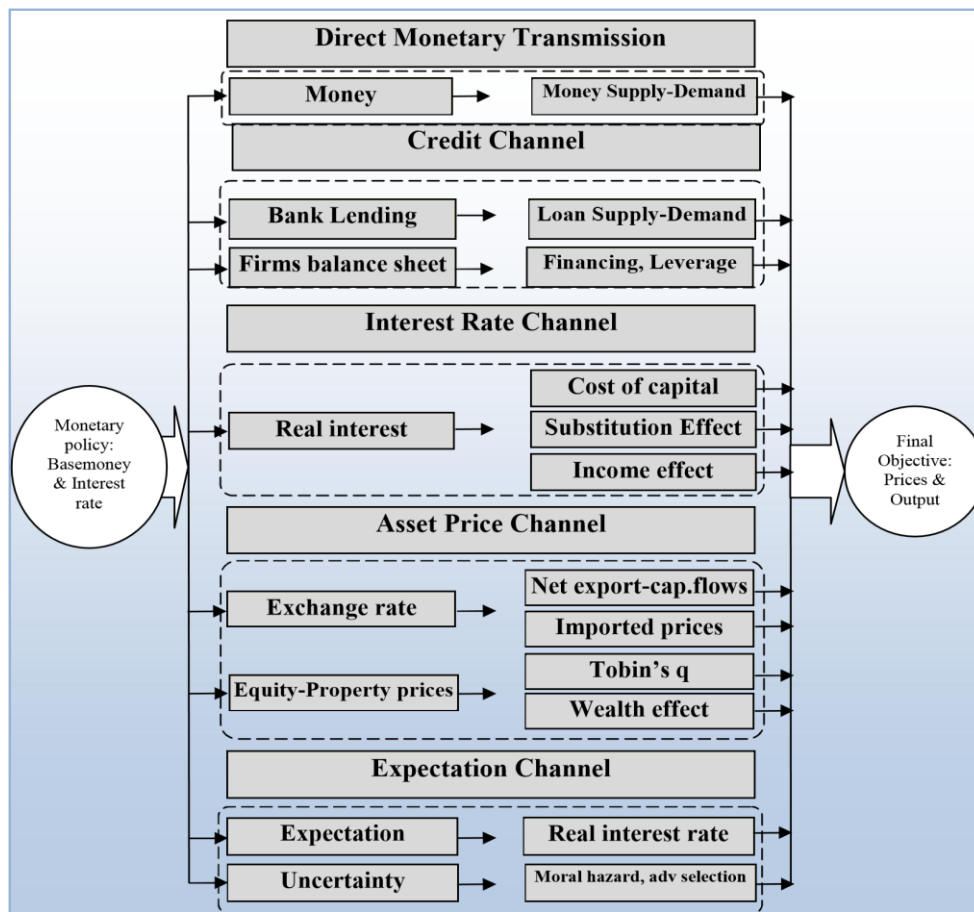 Direct Monetary Transmission
Money
Money Supply-Demand
Credit Channel
Bank Lending
Loan Supply-Demand
Firms balance sheet
Financing, Leverage
Interest Rate Channel
Monetary
policy:
Basemoney
& Interest
rate
Real interest
Cost of capital
Substitution Effect
Income effect
Final
Objective:
Prices &
Output
Asset Price Channel
Exchange rate
Net export-cap.flows
Imported prices
Equity-Property prices
Tobin’s q
Wealth effect
Expectation Channel
Expectation
Real interest rate
Uncertainty
Moral hazard, adv selection